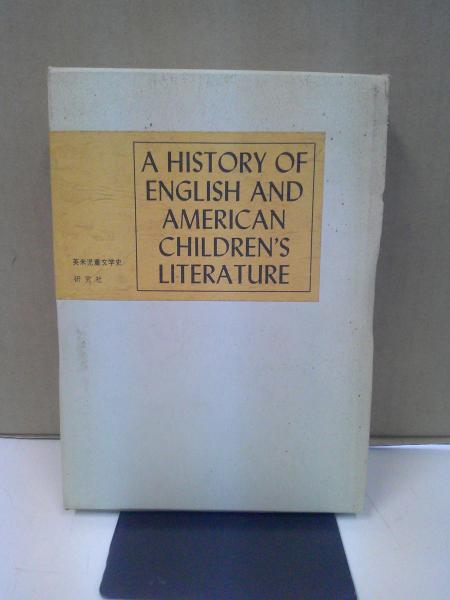 A HISTORY OF
ENGLISH AND
AMERICAN
CHILDREN'S
LITERATURE
英米児童文学史
研究社